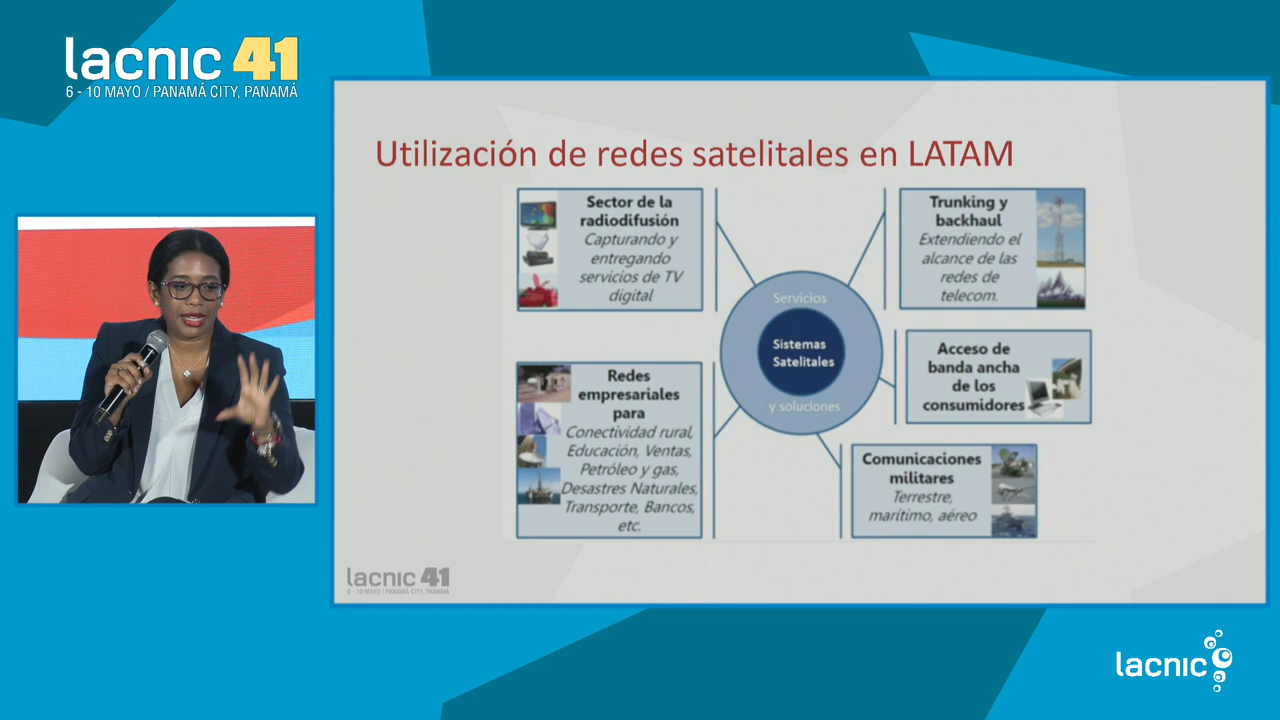 lacnic 41
6 - 10 MAYO / PANAMÁ CITY, PANAMÁ
Utilización de redes satelitales en LATAM
Sector de la
radiodifusión
Capturando y
entregando
servicios de TV
digital
Trunking y
backhaul
Extendiendo el
alcance de las
redes de
telecom.
Servicios
Sistemas
Satelitales
y soluciones
Acceso de
banda ancha
de los
consumidores
Redes
empresariales
para
Conectividad rural,
Educación, Ventas,
Petróleo y gas,
Desastres Naturales,
Transporte, Bancos,
etc.
Comunicaciones
militares
Terrestre,
marítimo, aéreo
lacnic 41
6 - 10 MAYO / PANAMÁ CITY, PANAMÁ
lacnic